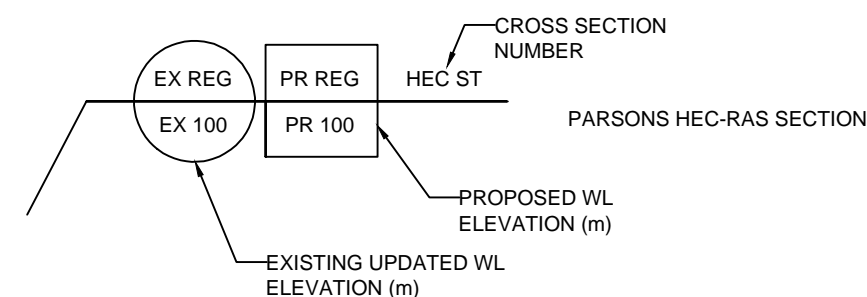 CROSS SECTION
NUMBER
EX REG
PR REG
HEC ST
EX 100
PR 100
PARSONS HEC-RAS SECTION
PROPOSED WL
ELEVATION (m)
EXISTING UPDATED WL
ELEVATION (m)